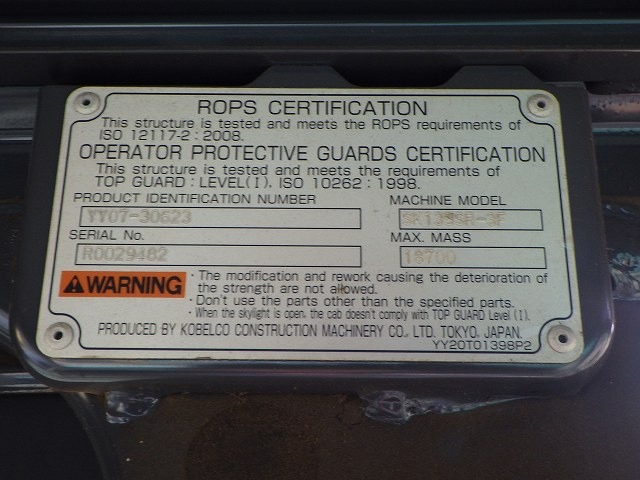 ROPS CERTIFICATION
This structure is tested and meets the ROPS requirements of
ISO 12117-2 : 2008.
OPERATOR PROTECTIVE GUARDS CERTIFICATION
This structure is tested and meets the requirements of
TOP GUARD : LEVEL(I), ISO 10262 : 1998.
PRODUCT IDENTIFICATION NUMBER
YY07-30623
MACHINE MODEL
SERIAL No.
R0029482
MAX. MASS
WARNING
· The modification and rework causing the deterioration of
the strength are not allowed.
· Don't use the parts other than the specified parts.
· When the skylight is open, the cab doesn't comply with TOP GUARD Level (I).
PRODUCED BY KOBELCO CONSTRUCTION MACHINERY CO., LTD. TOKYO, JAPAN.
YY20T01398P2